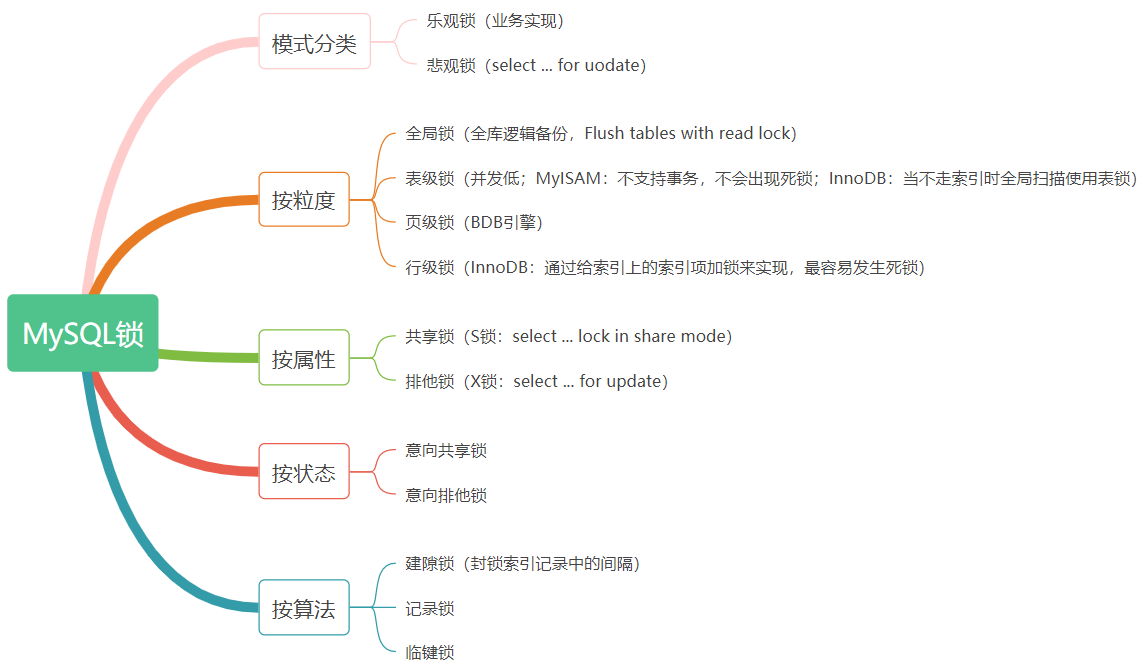 MySQL锁
模式分类
乐观锁（业务实现）
悲观锁（select ... for uodate）
按粒度
全局锁（全库逻辑备份，Flush tables with read lock）
表级锁（并发低；MyISAM：不支持事务，不会出现死锁；InnoDB：当不走索引时全局扫描使用表锁）
页级锁（BDB引擎）
行级锁（InnoDB：通过给索引上的索引项加锁来实现，最容易发生死锁）
按属性
共享锁（S锁：select ... lock in share mode）
排他锁（X锁：select ... for update）
按状态
意向共享锁
意向排他锁
按算法
建隙锁（封锁索引记录中的间隔）
记录锁
临键锁